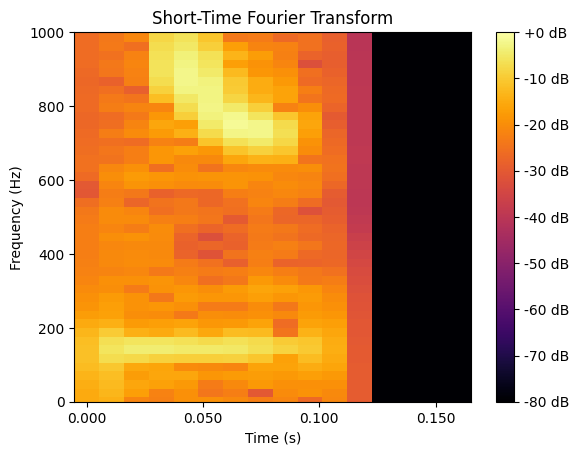 Short-Time Fourier Transform
1000
800
600
400
200
0
Frequency (Hz)
0.000
0.050
0.100
0.150
Time (s)
+0 dB
-10 dB
-20 dB
-30 dB
-40 dB
-50 dB
-60 dB
-70 dB
-80 dB